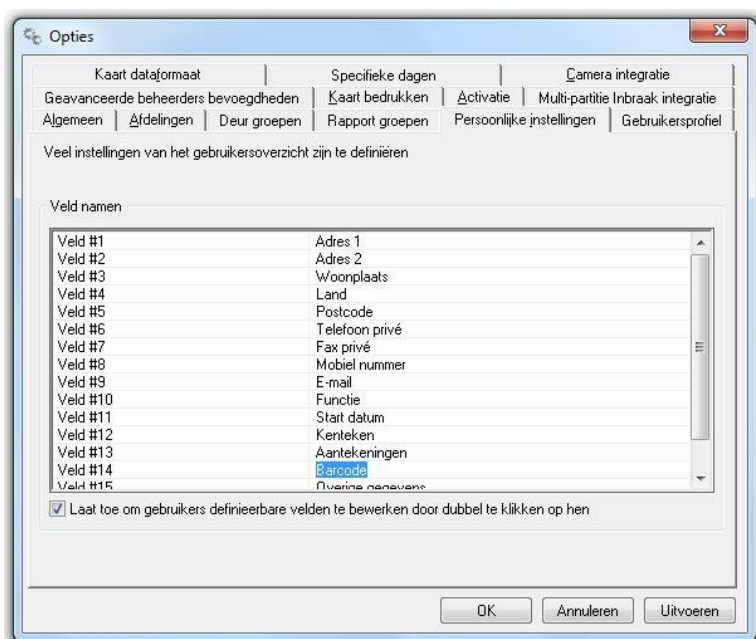 Opties
Kaart dataformaat Specifieke dagen Camera integratie
Geavanceerde beheerders bevoegdheden Kaart bedrukken Activatie Multi-partitie Inbraak integratie
Algemeen Afdelingen Deur groepen Rapport groepen Persoonlijke instellingen Gebruikersprofiel
Veel instellingen van het gebruikersoverzicht zijn te definiëren
Veld namen
Veld #1 Adres 1
Veld #2 Adres 2
Veld #3 Woonplaats
Veld #4 Land
Veld #5 Postcode
Veld #6 Telefoon privé
Veld #7 Fax privé
Veld #8 Mobiel nummer
Veld #9 E-mail
Veld #10 Functie
Veld #11 Start datum
Veld #12 Kenteken
Veld #13 Aantekeningen
Veld #14 Barcode
Veld #15 Overige gegevens
Laat toe om gebruikers definieerbare velden te bewerken door dubbel te klikken op hen
OK Annuleren Uitvoeren